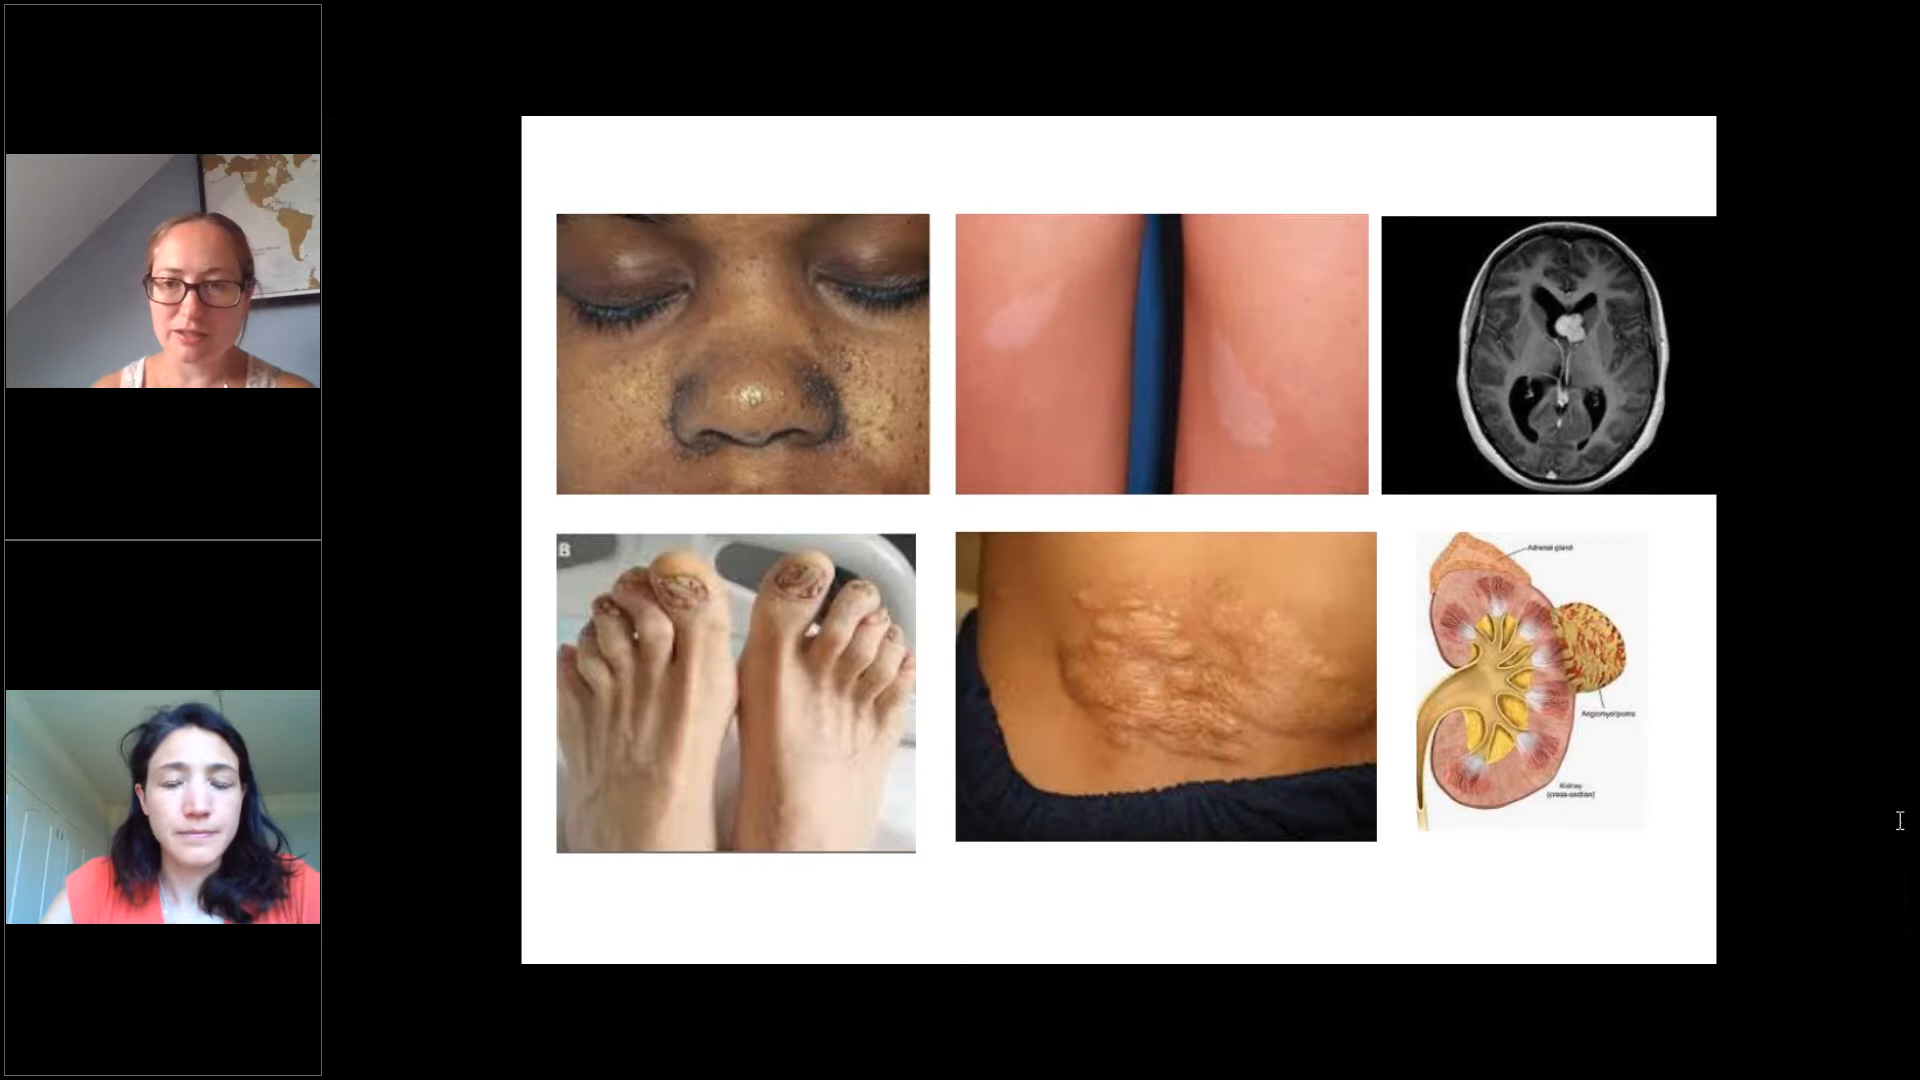 B
Adrenal gland
Angiomyolipoma
Kidney
(cross-section)